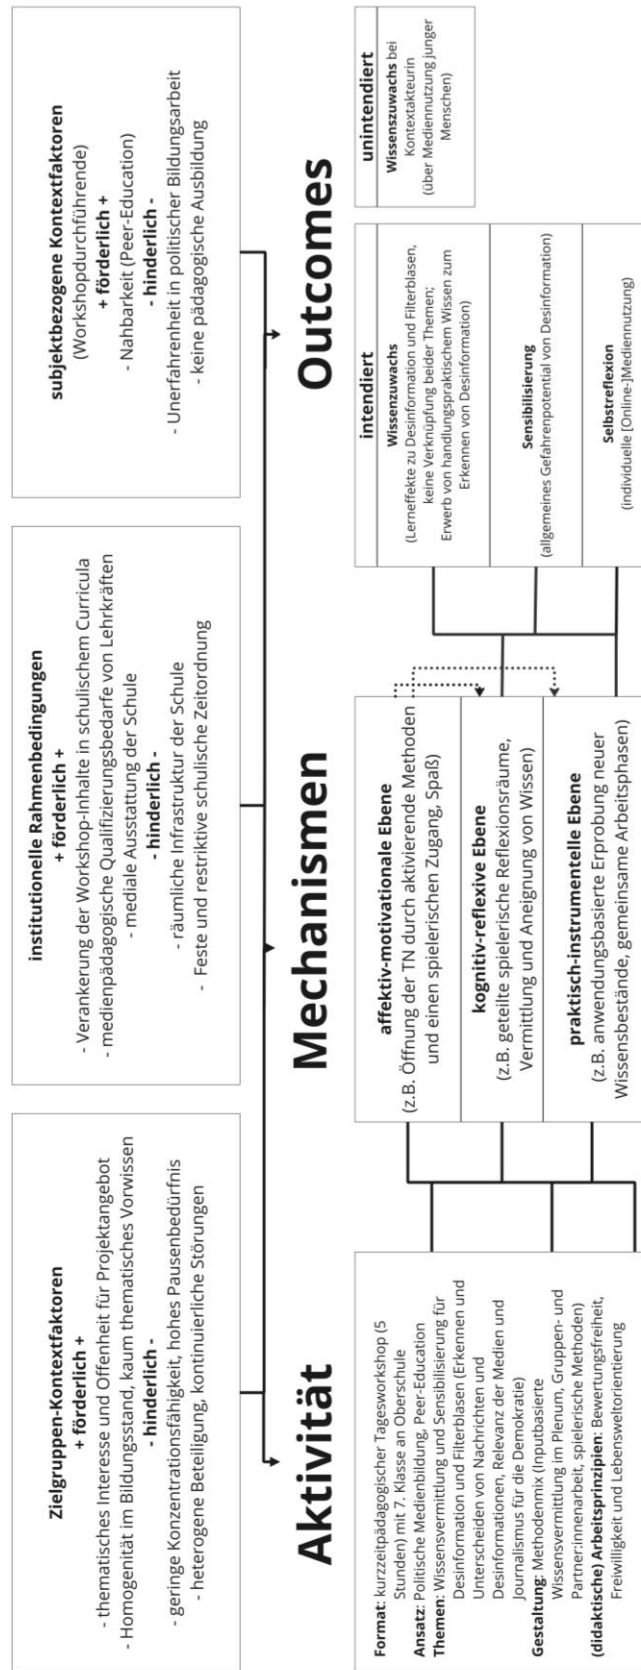 Zielgruppen-Kontextfaktoren
+ förderlich +
- thematisches Interesse und Offenheit für Projektangebot
- Homogenität im Bildungsstand, kaum thematisches Vorwissen
- hinderlich -
- geringe Konzentrationsfähigkeit, hohes Pausenbedürfnis
- heterogene Beteiligung, kontinuierliche Störungen
institutionelle Rahmenbedingungen
+ förderlich +
- Verankerung der Workshop-Inhalte in schulischem Curricula
- medienpädagogische Qualifizierungsbedarfe von Lehrkräften
- mediale Ausstattung der Schule
- hinderlich -
- räumliche Infrastruktur der Schule
- Feste und restriktive schulische Zeitordnung
subjektbezogene Kontextfaktoren
(Workshopdurchführende)
+ förderlich +
- Nahbarkeit (Peer-Education)
- hinderlich -
- Unerfahrenheit in politischer Bildungsarbeit
- keine pädagogische Ausbildung
Aktivität
Mechanismen
Outcomes
Format: kurzzeitpädagogischer Tagesworkshop (5
Stunden) mit 7. Klasse an Oberschule
Ansatz: Politische Medienbildung, Peer-Education
Themen: Wissensvermittlung und Sensibilisierung für
Desinformation und Filterblasen (Erkennen und
Unterscheiden von Nachrichten und
Desinformationen, Relevanz der Medien und
Journalismus für die Demokratie)
Gestaltung: Methodenmix (Inputbasierte
Wissensvermittlung im Plenum, Gruppen- und
Partner:innenarbeit, spielerische Methoden)
(didaktische) Arbeitsprinzipien: Bewertungsfreiheit,
Freiwilligkeit und Lebensweltorientierung
affektiv-motivationale Ebene
(z.B. Öffnung der TN durch aktivierende Methoden
und einen spielerischen Zugang, Spaß)
kognitiv-reflexive Ebene
(z.B. geteilte spielerische Reflexionsräume,
Vermittlung und Aneignung von Wissen)
praktisch-instrumentelle Ebene
(z.B. anwendungsbasierte Erprobung neuer
Wissensbestände, gemeinsame Arbeitsphasen)
intendiert
Wissenszuwachs
(Lerneffekte zu Desinformation und Filterblasen,
keine Verknüpfung beider Themen;
Erwerb von handlungspraktischem Wissen zum
Erkennen von Desinformation)
Sensibilisierung
(allgemeines Gefahrenpotential von Desinformation)
Selbstreflexion
(individuelle [Online-]Mediennutzung)
unintendiert
Wissenszuwachs bei
Kontextakteurin
(über Mediennutzung junger
Menschen)